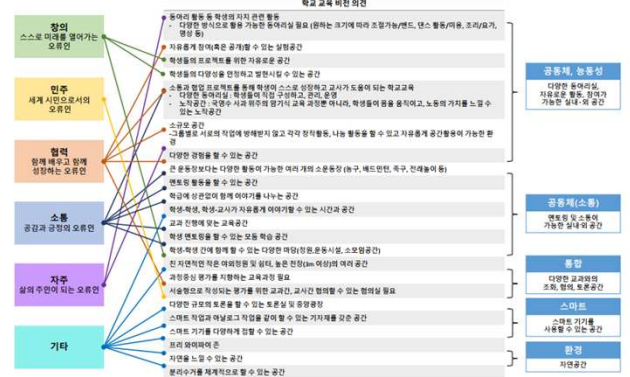 학교 교육 비전 의견
창의
스스로 미래를 열어가는
오류인
민주
세계 시민으로서의
오류인
협력
함께 배우고 함께
성장하는 오류인
소통
공감과 긍정의 오류인
자주
삶의 주인이 되는 오류인
기타
동아리 활동 등 학생의 자치 관련 활동
- 다양한 방식으로 활용 가능한 동아리실 필요 (원하는 크기에 따라 조절가능/밴드, 댄스 활동/미용, 조리/요가,
영상 등)
자유롭게 참여(혹은 공개)할 수 있는 실험공간
학생들의 프로젝트를 위한 자유로운 공간
학생들의 다양성을 인정하고 발현시킬 수 있는 공간
소통과 협업 프로젝트를 통해 학생이 스스로 성장하고 교사가 도움이 되는 학교교육
- 다양한 동아리실 : 학생들이 직접 구성하고, 관리, 운영
- 노작공간 : 국영수 사과 위주의 암기식 교육 과정뿐 아니라, 학생들이 몸을 움직이고, 노동의 가치를 느낄 수
있는 노작공간
소규모 공간
-그룹별로 서로의 작업에 방해받지 않고 각각 창작활동, 나눔 활동을 할 수 있고 자유롭게 공간활용이 가능한 환
경
다양한 경험을 할 수 있는 공간
큰 운동장보다는 다양한 활동이 가능한 여러 개의 소운동장 (농구, 배드민턴, 족구, 전래놀이 등)
멘토링 활동을 할 수 있는 공간
학급에 상관없이 함께 이야기를 나누는 공간
학생-학생, 학생-교사가 자유롭게 이야기할 수 있는 시간과 공간
교과 진행에 맞는 교육공간
학생 멘토링을 할 수 있는 모둠 학습 공간
학생-학생 간에 함께 할 수 있는 다양한 마당(정원,운동시설, 소모임공간)
친 자연적인 작은 야외정원 및 쉼터, 높은 천장(3m 이상)의 여러 공간
과정중심 평가를 지향하는 교육과정 필요
서술형으로 작성되는 평가를 위한 교과간, 교사간 협의할 수 있는 협의실 필요
다양한 규모의 토론을 할 수 있는 토론실 및 중앙광장
스마트 작업과 아날로그 작업을 같이 할 수 있는 기자재를 갖춘 공간
스마트 기기를 다양하게 접할 수 있는 공간
프리 와이파이 존
자연을 느낄 수 있는 공간
분리수거를 체계적으로 할 수 있는 공간
공동체, 능동성
다양한 동아리실,
자유로운 활동, 참여가
가능한 실내·외 공간
공동체(소통)
멘토링 및 소통이
가능한 실내·외 공간
통합
다양한 교과와의
조화, 협의, 토론공간
스마트
스마트 기기를
사용할 수 있는 공간
환경
자연공간